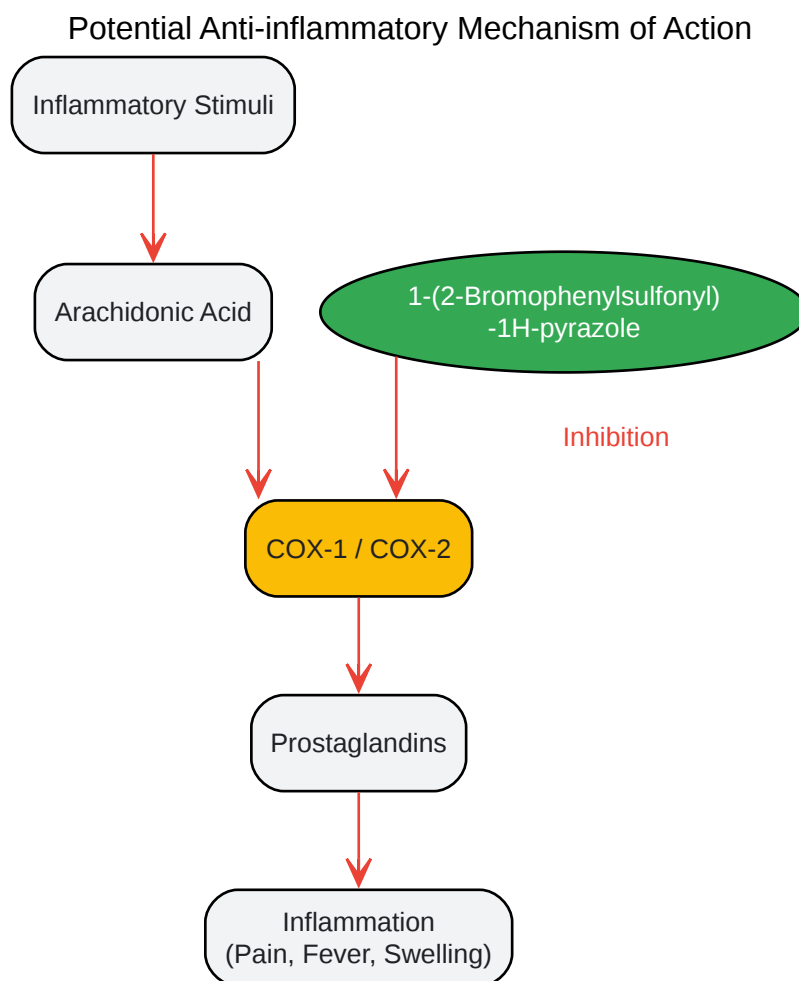 Potential Anti-inflammatory Mechanism of Action
Inflammatory Stimuli
Arachidonic Acid
1-(2-Bromophenylsulfonyl)
-1H-pyrazole
Inhibition
COX-1 / COX-2
Prostaglandins
Inflammation
(Pain, Fever, Swelling)